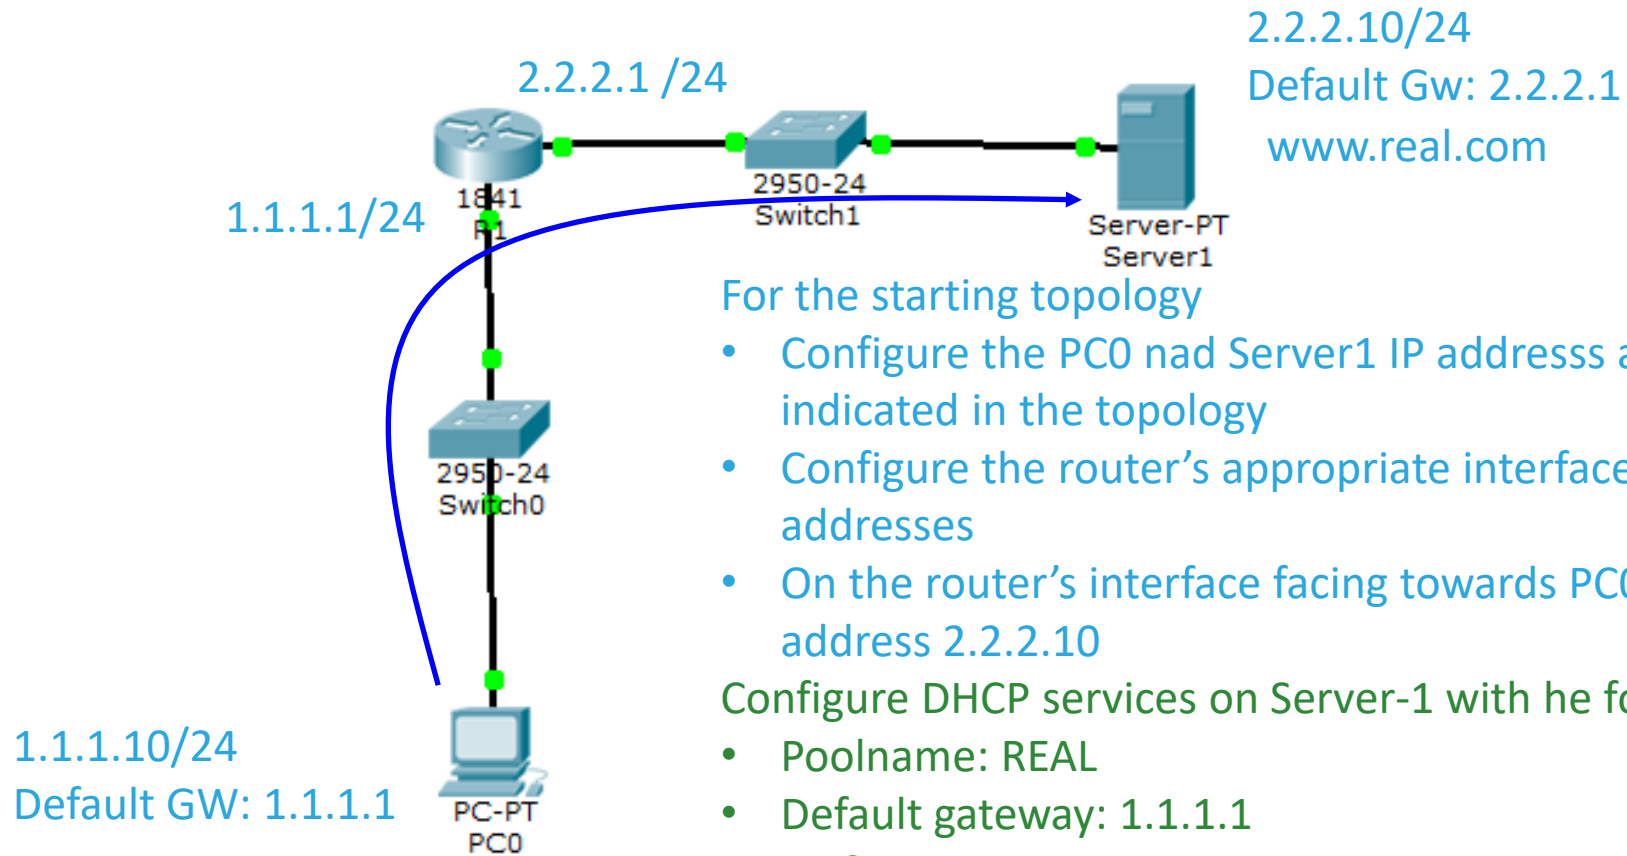 2.2.2.10/24
Default Gw: 2.2.2.1
www.real.com
2.2.2.1 /24
1841
R1
2950-24
Switch1
Server-PT
Server1
1.1.1.1/24
For the starting topology
• Configure the PC0 nad Server1 IP addresss
indicated in the topology
• Configure the router’s appropriate interface
addresses
• On the router’s interface facing towards PC0
address 2.2.2.10
Configure DHCP services on Server-1 with he
• Poolname: REAL
• Default gateway: 1.1.1.1
2950-24
Switch0
1.1.1.10/24
Default GW: 1.1.1.1
PC-PT
PC0